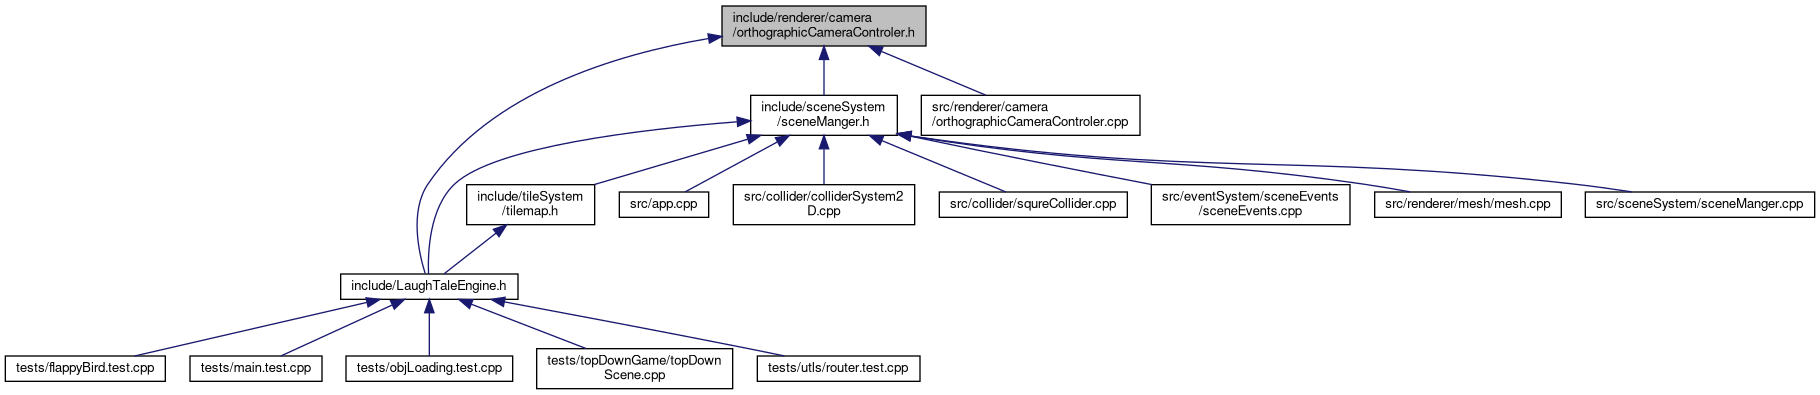 include/renderer/camera
/orthographicCameraControler.h
include/sceneSystem
/sceneManger.h
src/renderer/camera
/orthographicCameraControler.cpp
include/tileSystem
/tilemap.h
src/app.cpp
src/collider/colliderSystem2
D.cpp
src/collider/squreCollider.cpp
src/eventSystem/sceneEvents
/sceneEvents.cpp
src/renderer/mesh/mesh.cpp
src/sceneSystem/sceneManger.cpp
include/LaughTaleEngine.h
tests/flappyBird.test.cpp
tests/main.test.cpp
tests/objLoading.test.cpp
tests/topDownGame/topDown
Scene.cpp
tests/utls/router.test.cpp